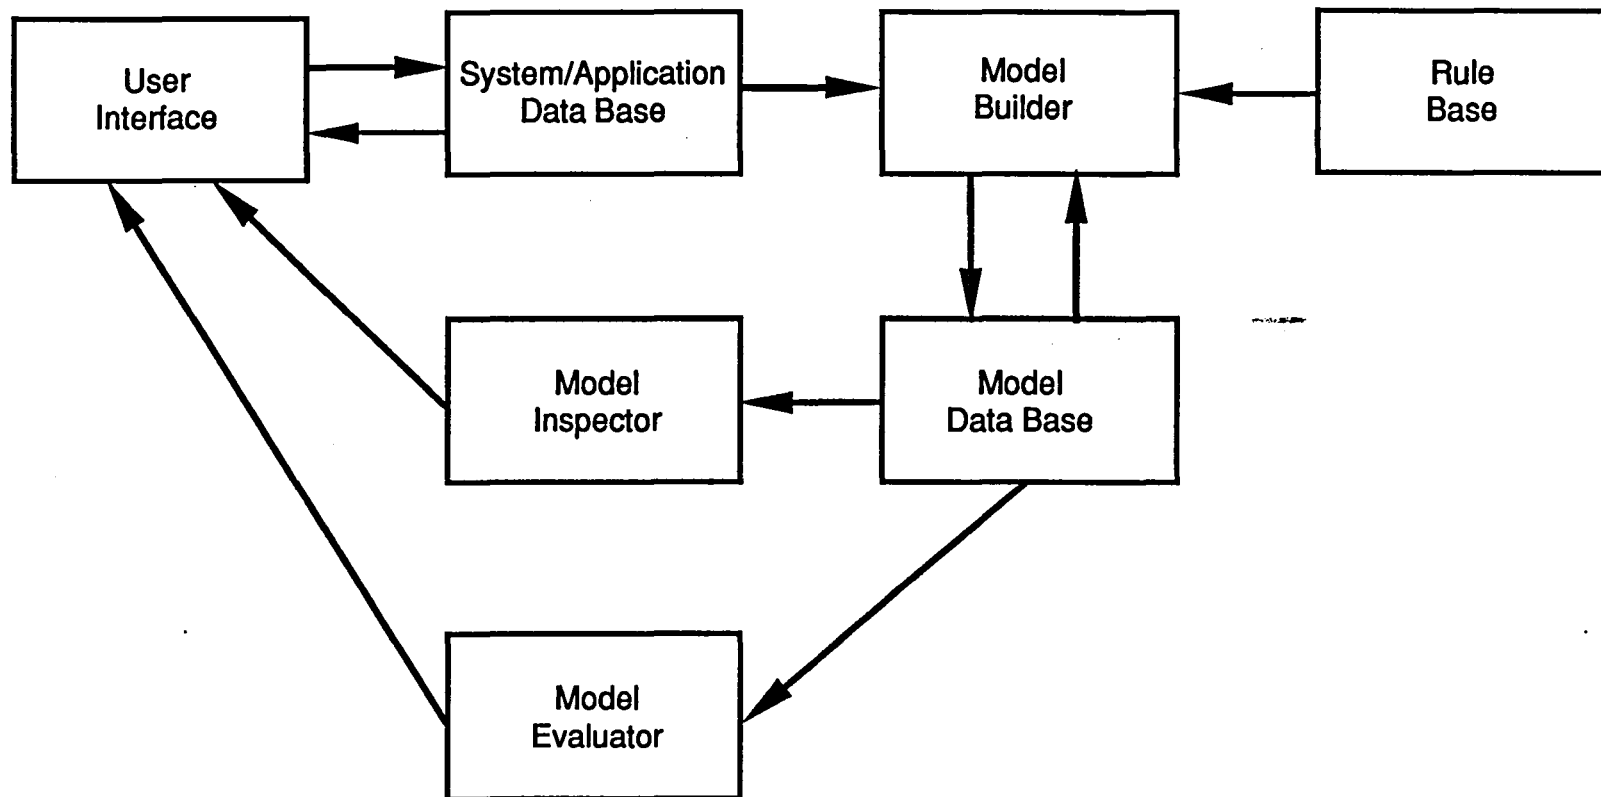 User
Interface
System/Application
Data Base
Model
Builder
Rule
Base
Model
Inspector
Model
Data Base
Model
Evaluator